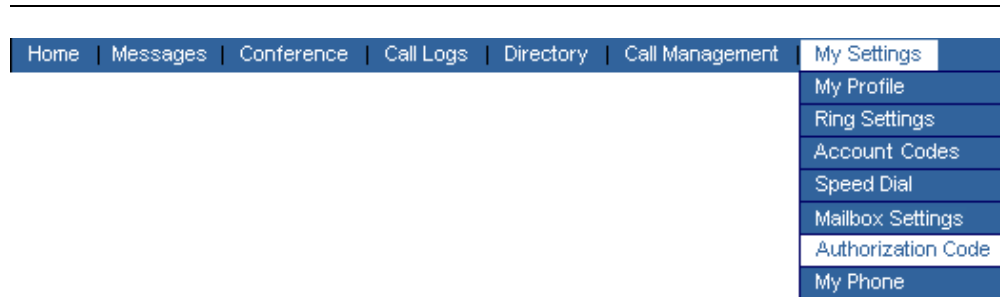 Home | Messages | Conference | Call Logs | Directory | Call Management | My Settings
My Profile
Ring Settings
Account Codes
Speed Dial
Mailbox Settings
Authorization Code
My Phone